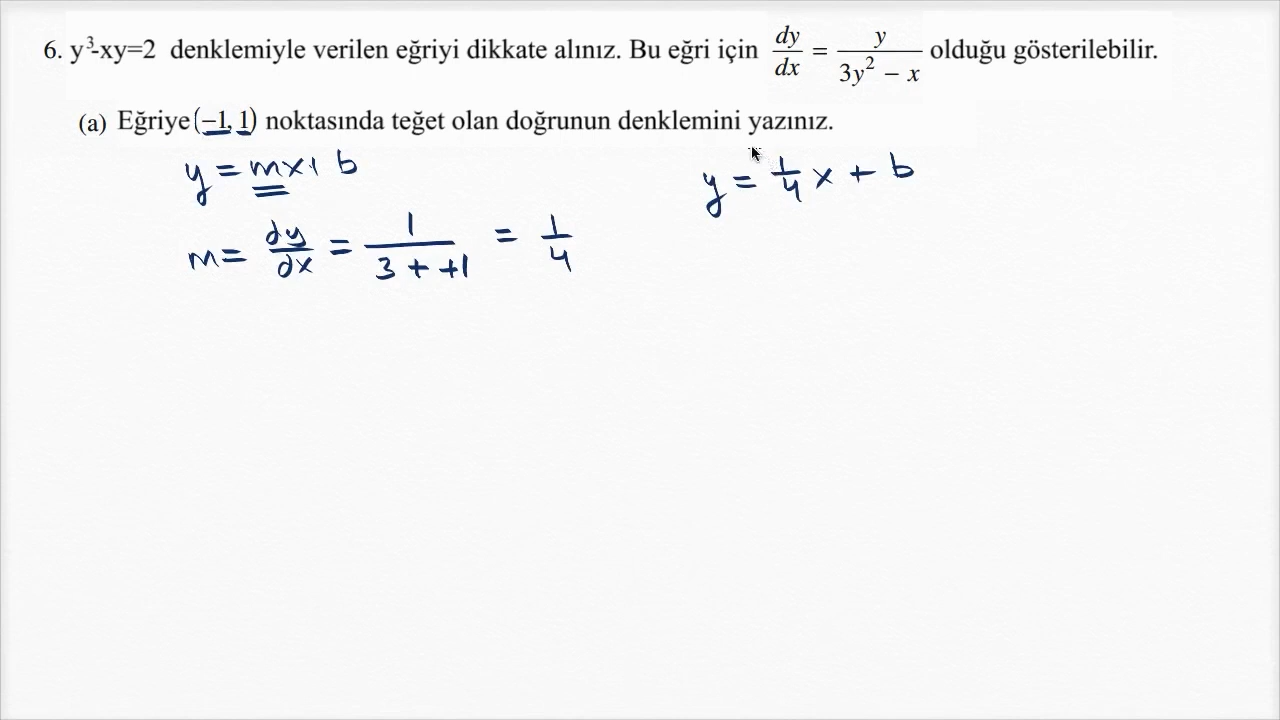 6. y³-xy=2 denklemiyle verilen eğriyi dikkate alınız. Bu eğri için dy/dx = y/(3y² − x) olduğu gösterilebilir.
(a) Eğriye (−1, 1) noktasında teğet olan doğrunun denklemini yazınız.
y = mx + b
y = 1/4 x + b
m = dy/dx = 1/(3 + +1) = 1/4